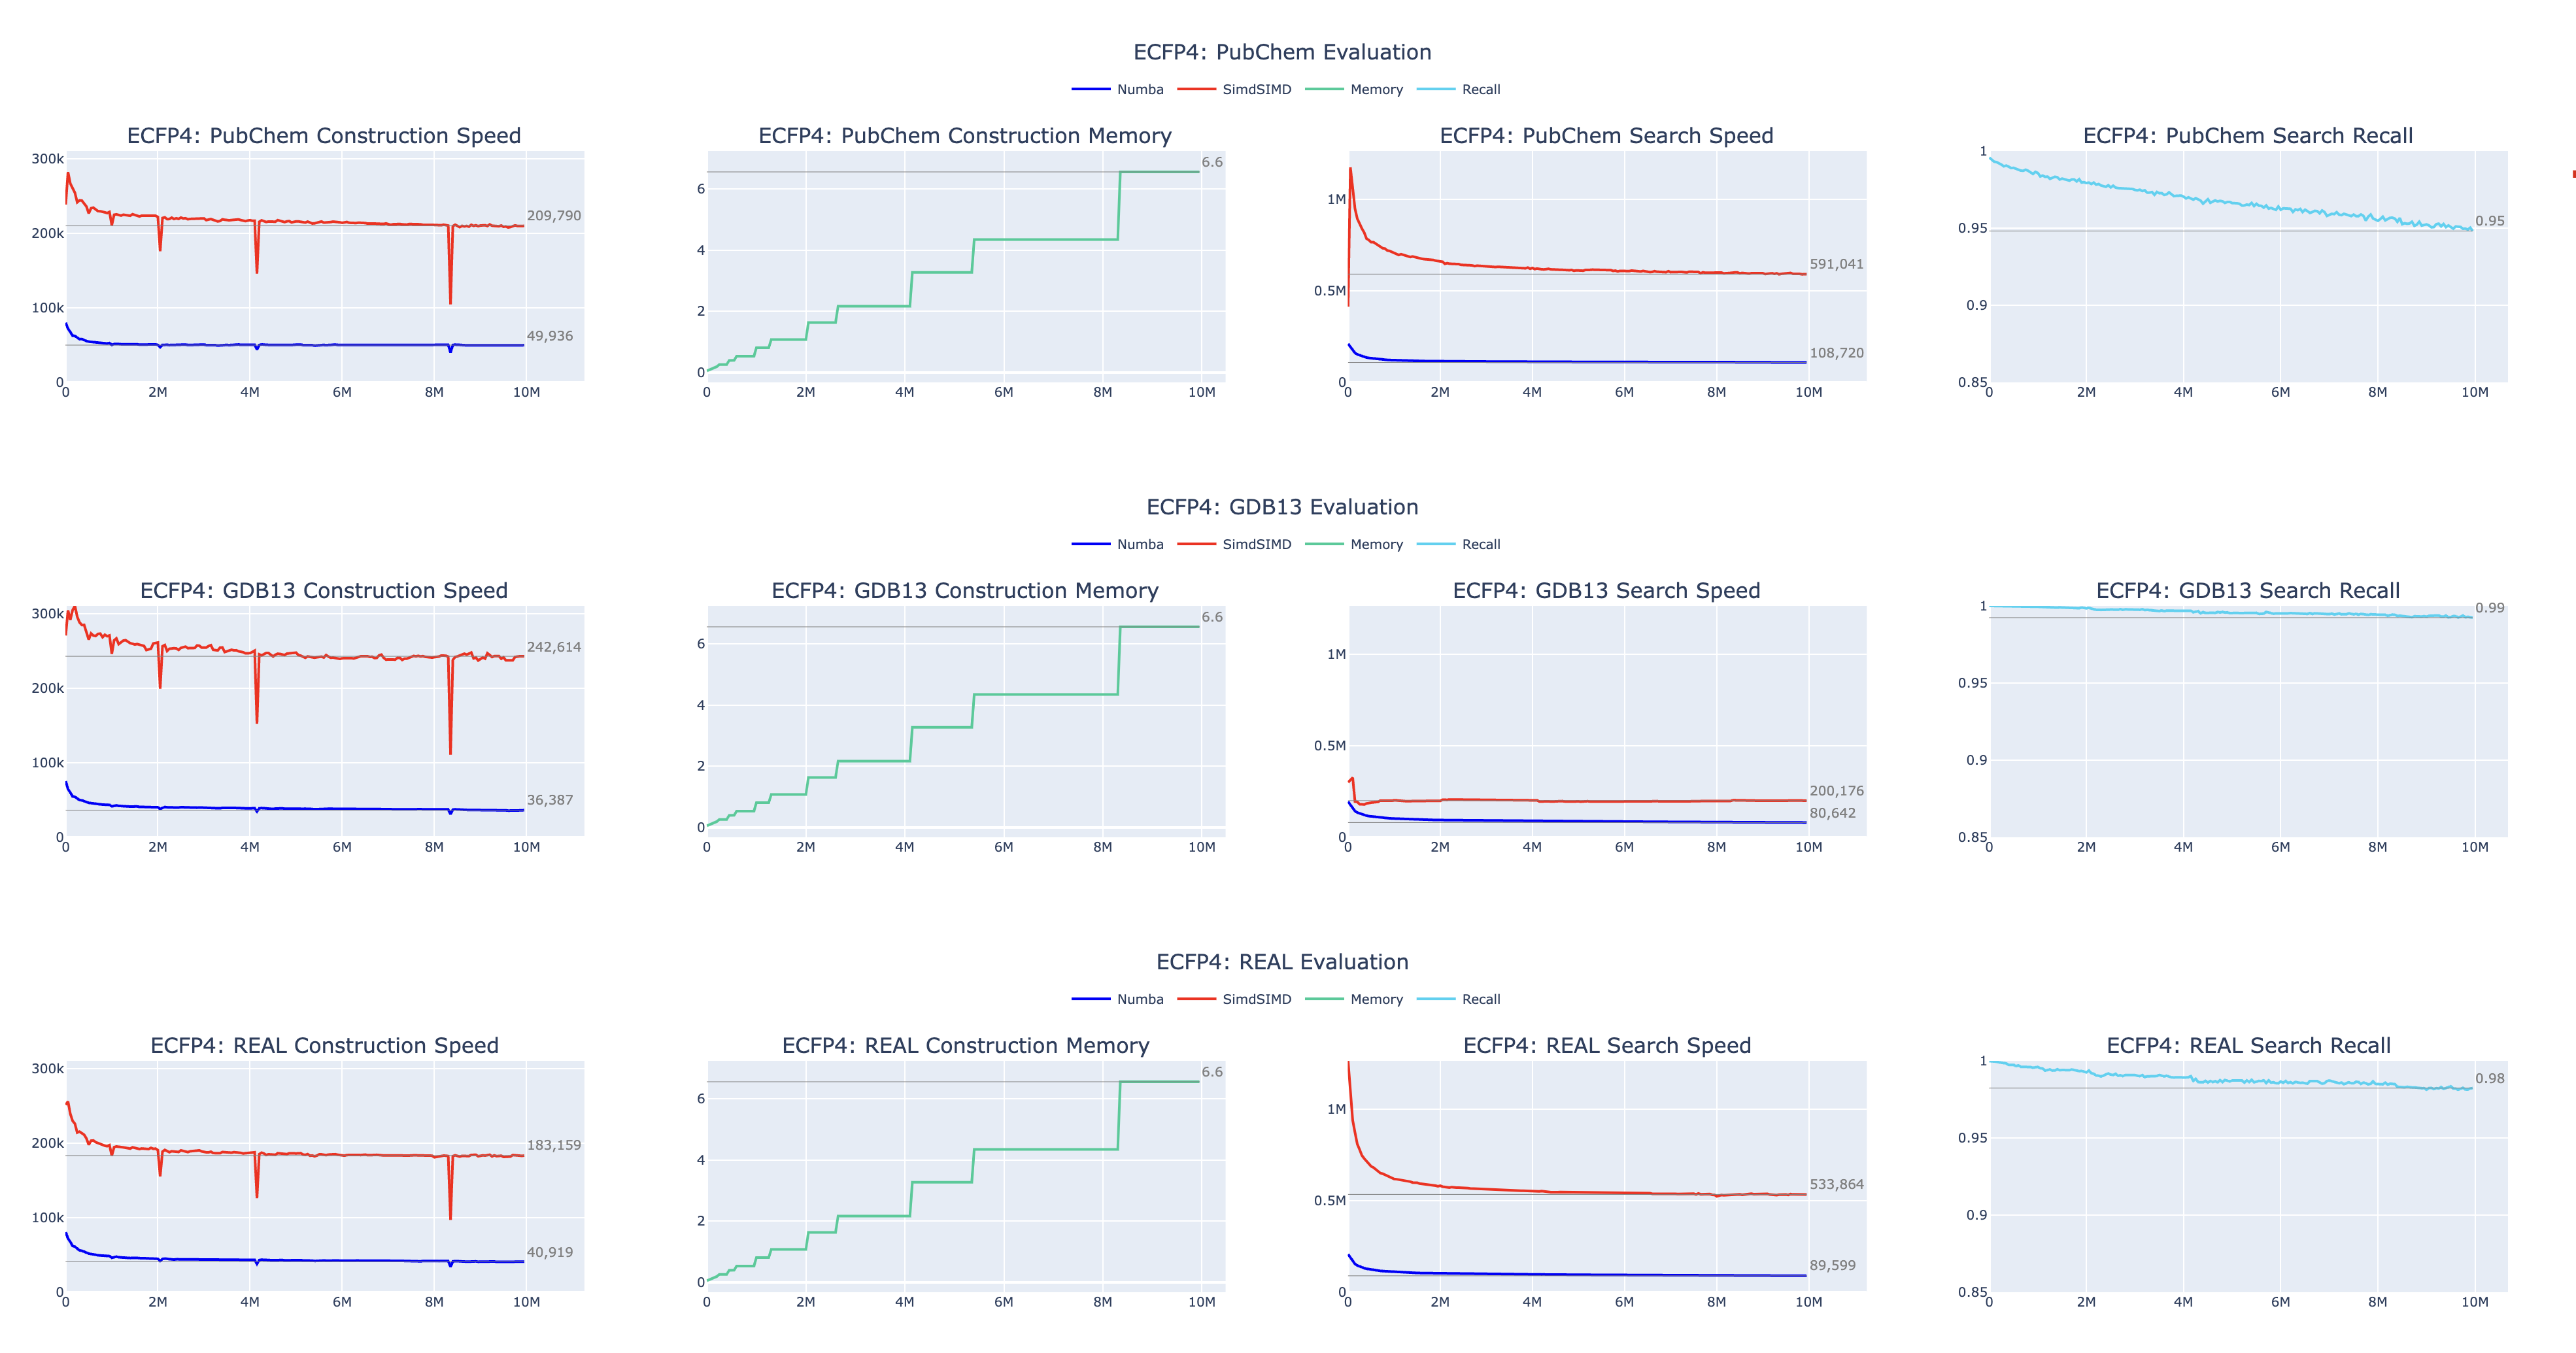 ECFP4: PubChem Evaluation
Numba SimdSIMD Memory Recall
ECFP4: PubChem Construction Speed
300k
200k
100k
0
209,790
49,936
0 2M 4M 6M 8M 10M
ECFP4: PubChem Construction Memory
6
4
2
0
6.6
0 2M 4M 6M 8M 10M
ECFP4: PubChem Search Speed
1M
0.5M
0
591,041
108,720
0 2M 4M 6M 8M 10M
ECFP4: PubChem Search Recall
1
0.95
0.9
0.85
0.95
0 2M 4M 6M 8M 10M
ECFP4: GDB13 Evaluation
Numba SimdSIMD Memory Recall
ECFP4: GDB13 Construction Speed
300k
200k
100k
0
242,614
36,387
0 2M 4M 6M 8M 10M
ECFP4: GDB13 Construction Memory
6
4
2
0
6.6
0 2M 4M 6M 8M 10M
ECFP4: GDB13 Search Speed
1M
0.5M
0
200,176
80,642
0 2M 4M 6M 8M 10M
ECFP4: GDB13 Search Recall
1
0.95
0.9
0.85
0.99
0 2M 4M 6M 8M 10M
ECFP4: REAL Evaluation
Numba SimdSIMD Memory Recall
ECFP4: REAL Construction Speed
300k
200k
100k
0
183,159
40,919
0 2M 4M 6M 8M 10M
ECFP4: REAL Construction Memory
6
4
2
0
6.6
0 2M 4M 6M 8M 10M
ECFP4: REAL Search Speed
1M
0.5M
0
533,864
89,599
0 2M 4M 6M 8M 10M
ECFP4: REAL Search Recall
1
0.95
0.9
0.85
0.98
0 2M 4M 6M 8M 10M